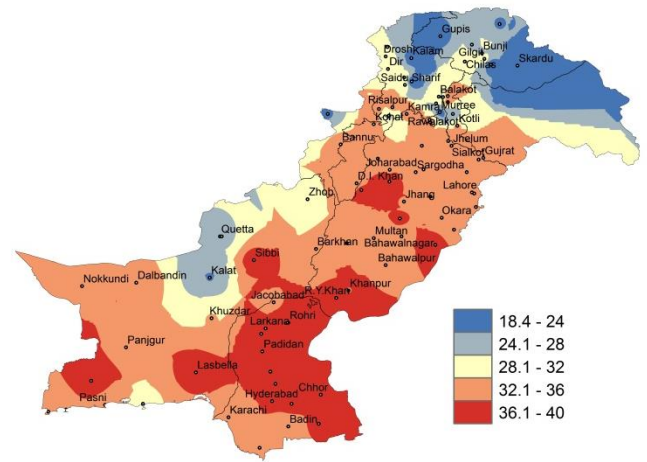 Gupis
Drosh Kalam
Gilgit Bunji
Dir
Chilas
Skardu
Saidu Sharif
Balakot
Risalpur
Kamra Murree
Kohat Rawalakot Kotli
Bannu
Jhelum
Sialkot Gujrat
Joharabad Sargodha
D.I. Khan
Zhob
Jhang
Lahore
Okara
Quetta
Multan
Barkhan
Bahawalnagar
Sibbi
Bahawalpur
Nokkundi Dalbandin Kalat
R.Y.Khan Khanpur
Jacobabad
Khuzdar
Larkana Rohri
Panjgur
Padidan
Lasbella
Pasni
Hyderabad Chhor
Karachi
Badin
18.4 - 24
24.1 - 28
28.1 - 32
32.1 - 36
36.1 - 40